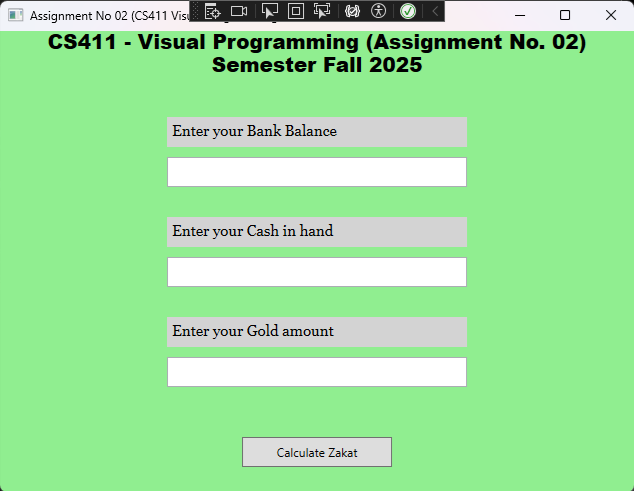 Assignment No 02 (CS411 Visu
CS411 - Visual Programming (Assignment No. 02)
Semester Fall 2025
Enter your Bank Balance
Enter your Cash in hand
Enter your Gold amount
Calculate Zakat